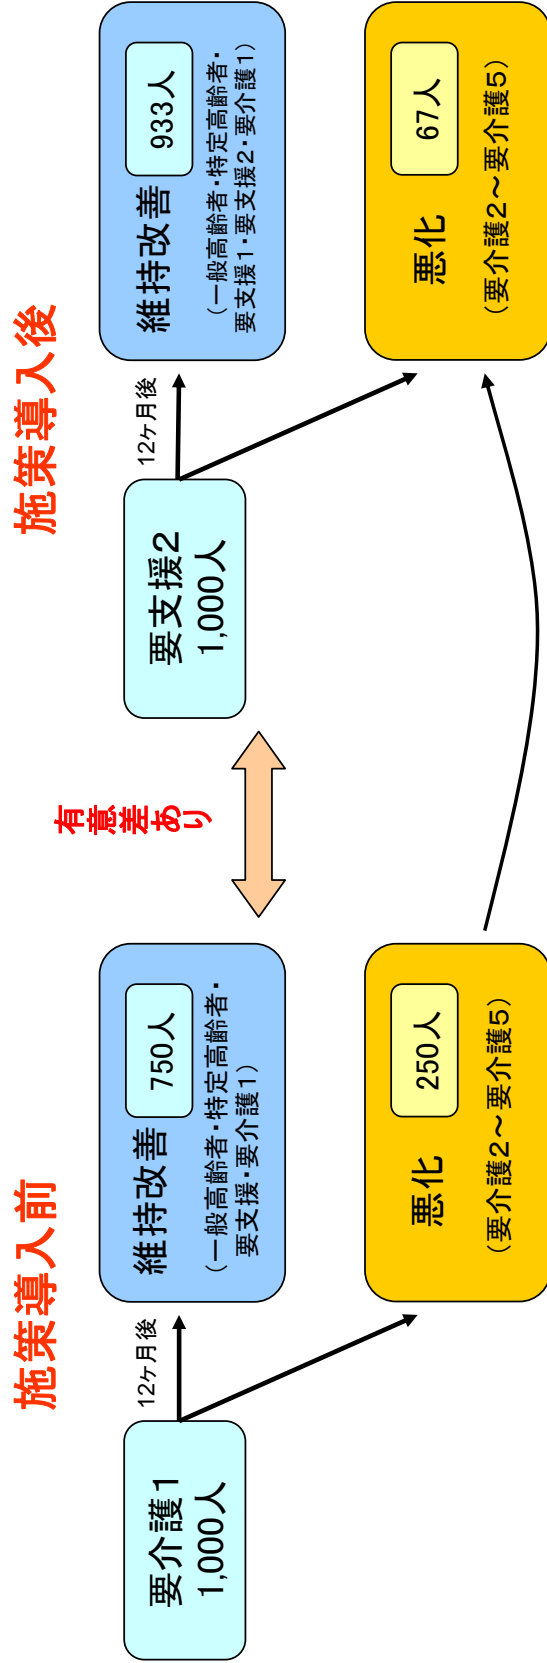 施策導入前
要介護1
1,000人
12ヶ月後
維持改善
750人
(一般高齢者・特定高齢者・
要支援・要介護1)
悪化
250人
(要介護2～要介護5)
有意差あり
施策導入後
要支援2
1,000人
12ヶ月後
維持改善
933人
(一般高齢者・特定高齢者・
要支援1・要支援2・要介護1)
悪化
67人
(要介護2～要介護5)